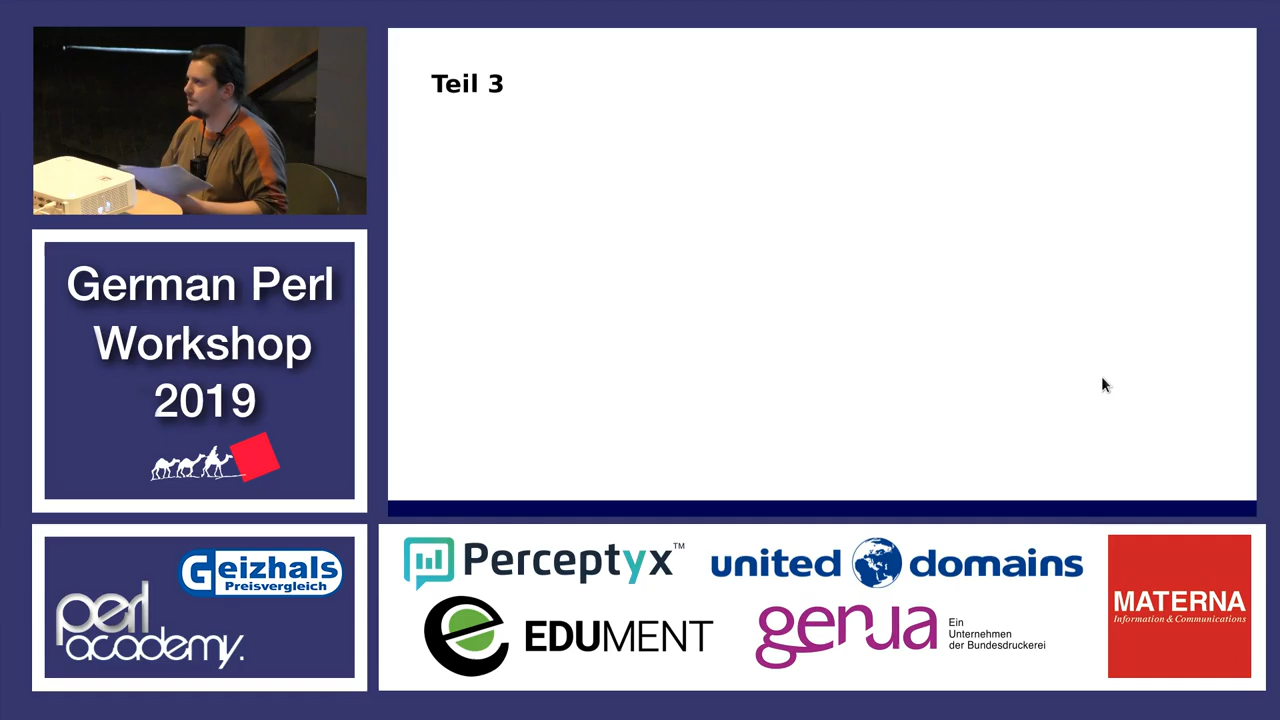 Teil 3
German Perl
Workshop
2019
Geizhals
Preisvergleich
perl
academy.
Perceptyx™
united domains
EDUMENT
genua
Ein
Unternehmen
der Bundesdruckerei
MATERNA
Information & Communications